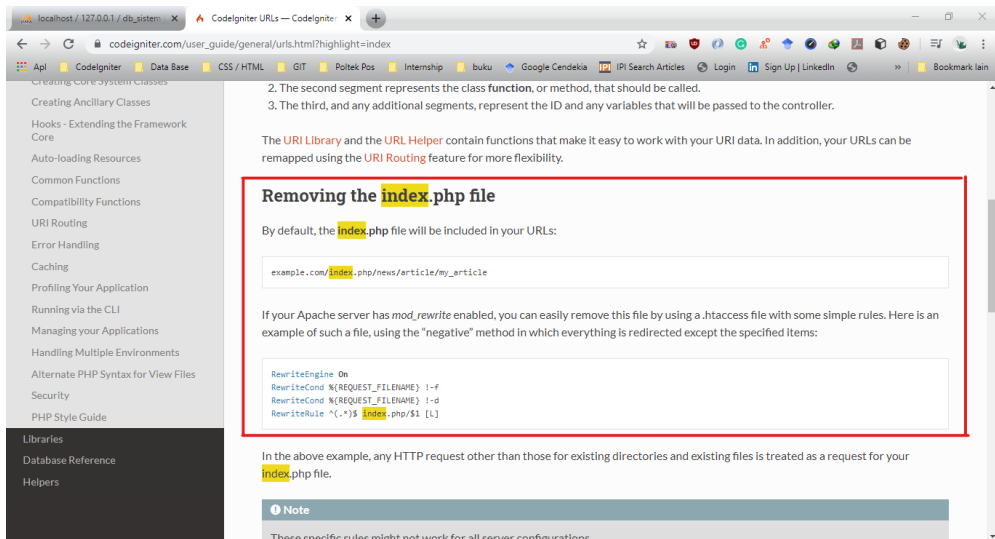 localhost / 127.0.0.1 / db_sistem
CodeIgniter URLs — CodeIgniter
codeigniter.com/user_guide/general/urls.html?highlight=index
Apl CodeIgniter Data Base CSS / HTML GIT Poltek Pos Internship buku Google Cendekia IPI IPI Search Articles Login Sign Up | LinkedIn » Bookmark lain
Creating Core System Classes
Creating Ancillary Classes
Hooks - Extending the Framework
Core
Auto-loading Resources
Common Functions
Compatibility Functions
URI Routing
Error Handling
Caching
Profiling Your Application
Running via the CLI
Managing your Applications
Handling Multiple Environments
Alternate PHP Syntax for View Files
Security
PHP Style Guide
Libraries
Database Reference
Helpers
2. The second segment represents the class function, or method, that should be called.
3. The third, and any additional segments, represent the ID and any variables that will be passed to the controller.
The URI Library and the URL Helper contain functions that make it easy to work with your URI data. In addition, your URLs can be
remapped using the URI Routing feature for more flexibility.
Removing the index.php file
By default, the index.php file will be included in your URLs:
example.com/index.php/news/article/my_article
If your Apache server has mod_rewrite enabled, you can easily remove this file by using a .htaccess file with some simple rules. Here is an
example of such a file, using the “negative” method in which everything is redirected except the specified items:
RewriteEngine On
RewriteCond %{REQUEST_FILENAME} !-f
RewriteCond %{REQUEST_FILENAME} !-d
RewriteRule ^(.*)$ index.php/$1 [L]
In the above example, any HTTP request other than those for existing directories and existing files is treated as a request for your
index.php file.
Note
These specific rules might not work for all server configurations.